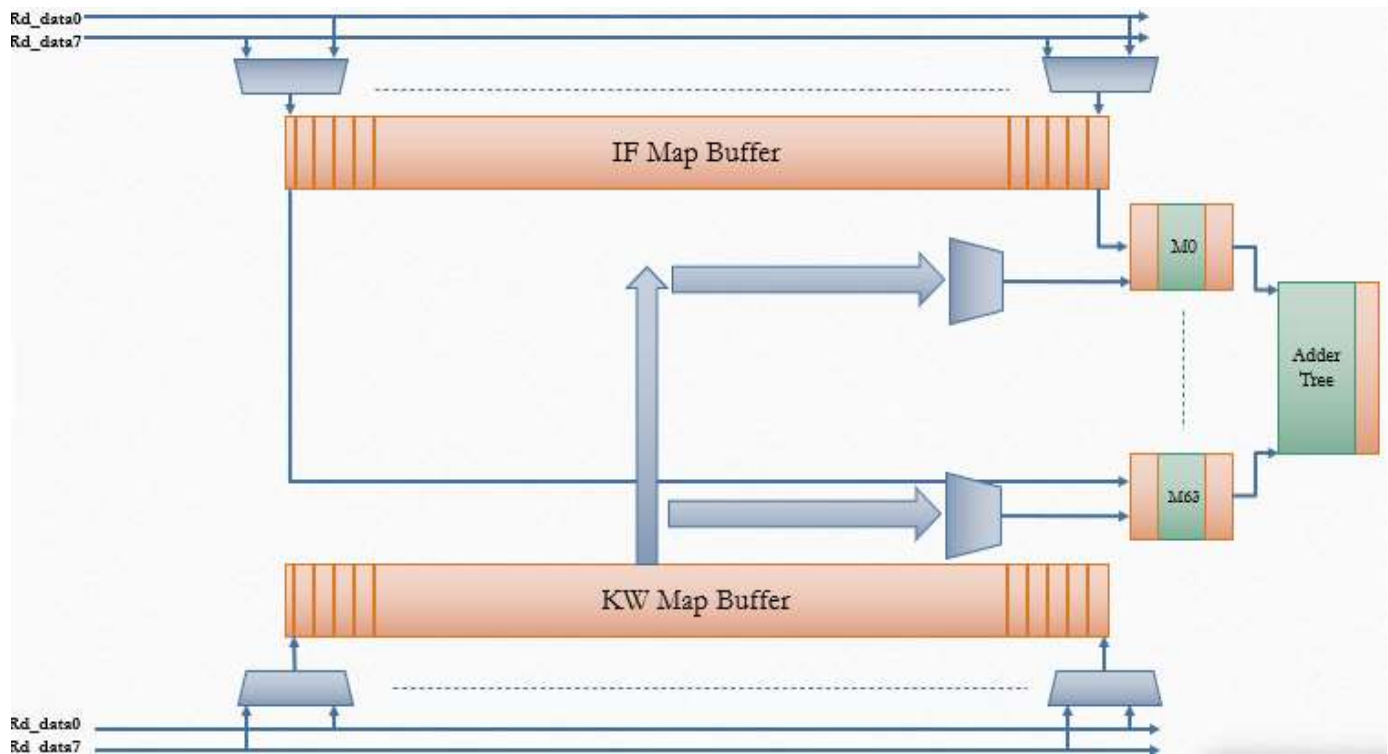 Rd_data0
Rd_data7
IF Map Buffer
M0
Adder
Tree
M63
KW Map Buffer
Rd_data0
Rd_data7